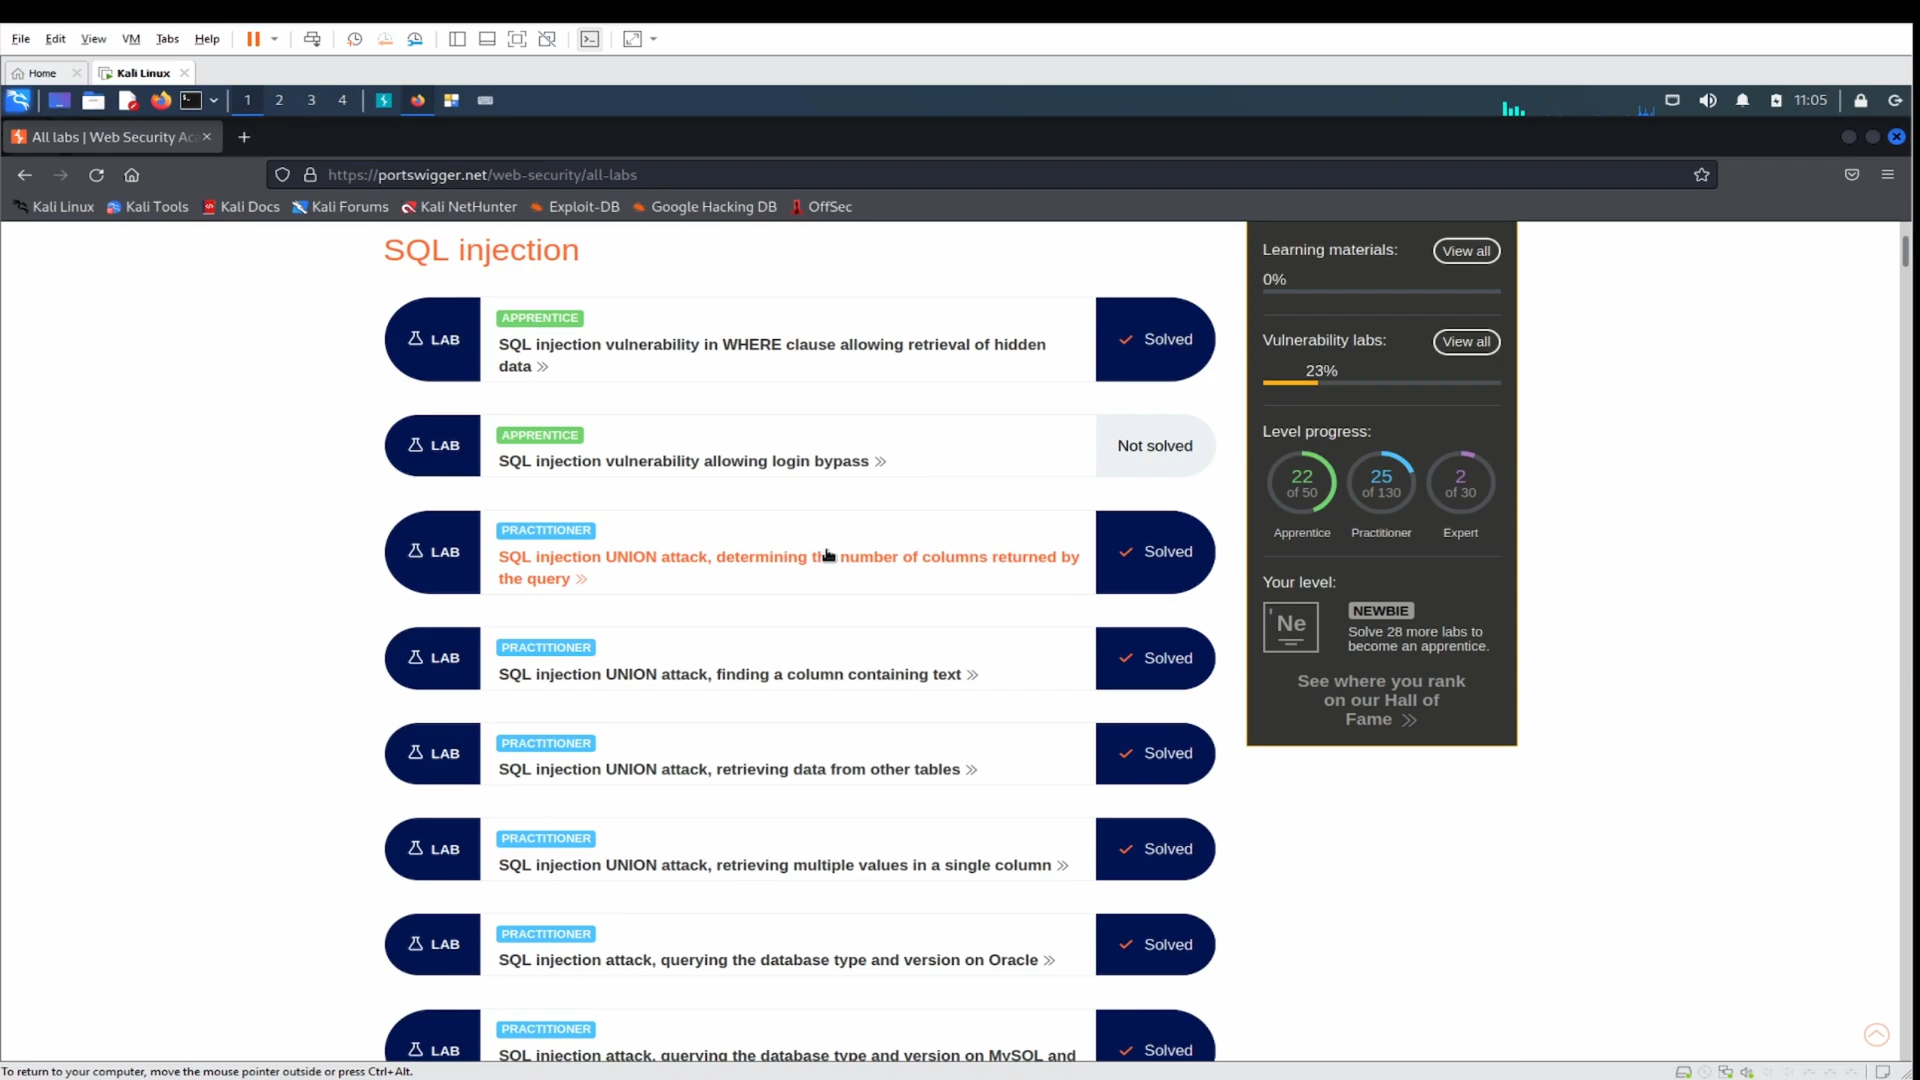 File Edit View VM Tabs Help
Home
Kali Linux
1 2 3 4
11:05
All labs | Web Security Ac
https://portswigger.net/web-security/all-labs
Kali Linux Kali Tools Kali Docs Kali Forums Kali NetHunter Exploit-DB Google Hacking DB OffSec
SQL injection
LAB
APPRENTICE
SQL injection vulnerability in WHERE clause allowing retrieval of hidden
data
Solved
LAB
APPRENTICE
SQL injection vulnerability allowing login bypass
Not solved
LAB
PRACTITIONER
SQL injection UNION attack, determining the number of columns returned by
the query
Solved
LAB
PRACTITIONER
SQL injection UNION attack, finding a column containing text
Solved
LAB
PRACTITIONER
SQL injection UNION attack, retrieving data from other tables
Solved
LAB
PRACTITIONER
SQL injection UNION attack, retrieving multiple values in a single column
Solved
LAB
PRACTITIONER
SQL injection attack, querying the database type and version on Oracle
Solved
LAB
PRACTITIONER
SQL injection attack, querying the database type and version on MySQL and
Solved
Learning materials:
View all
0%
Vulnerability labs:
View all
23%
Level progress:
22 of 50
Apprentice
25 of 130
Practitioner
2 of 30
Expert
Your level:
Ne
NEWBIE
Solve 28 more labs to
become an apprentice.
See where you rank
on our Hall of
Fame
To return to your computer, move the mouse pointer outside or press Ctrl+Alt.